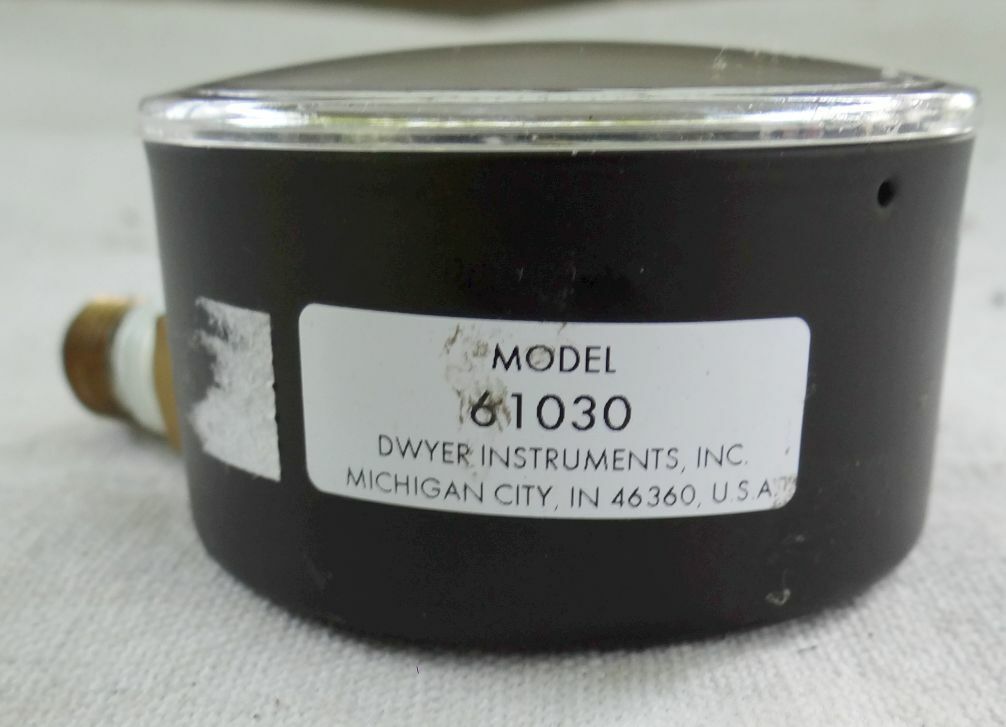 MODEL
61030
DWYER INSTRUMENTS, INC.
MICHIGAN CITY, IN 46360, U.S.A